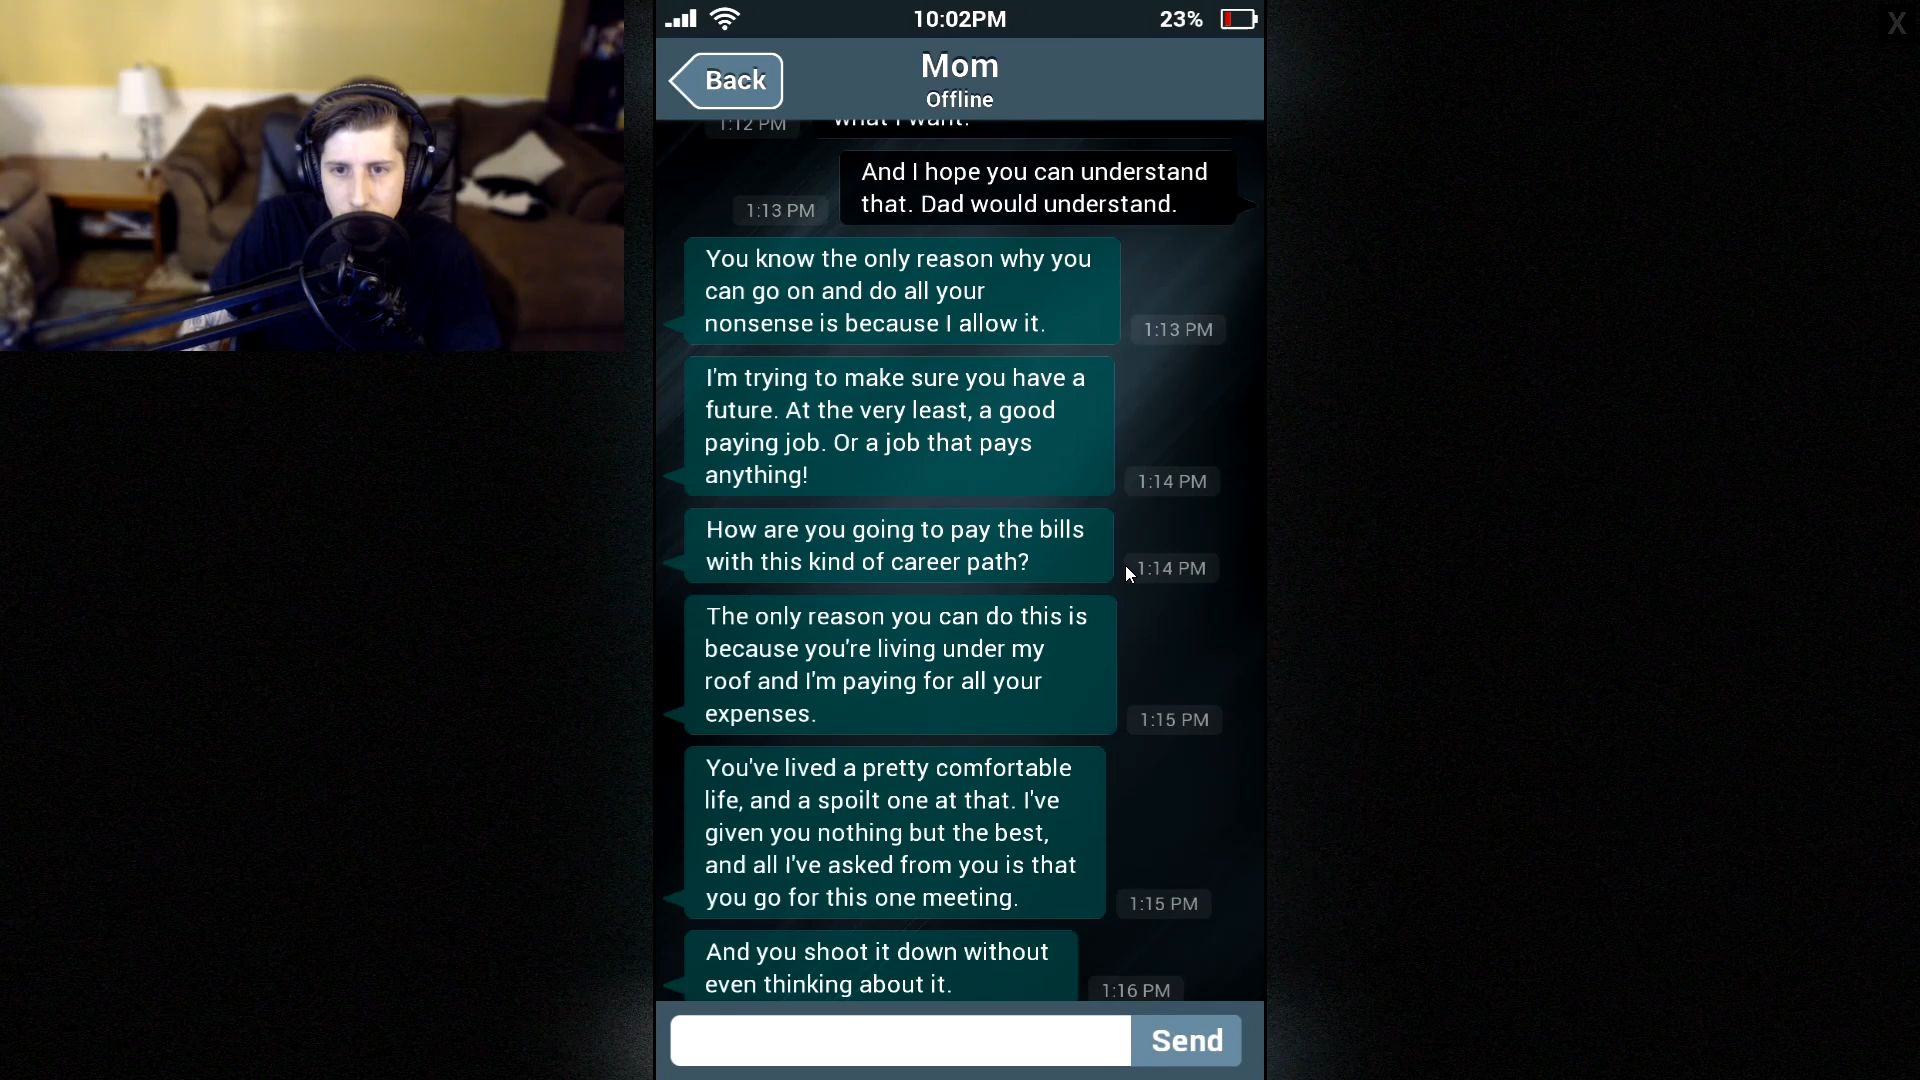 10:02PM
23%
X
Back
Mom
Offline
1:12 PM
what I want.
And I hope you can understand
that. Dad would understand.
1:13 PM
You know the only reason why you
can go on and do all your
nonsense is because I allow it.
1:13 PM
I'm trying to make sure you have a
future. At the very least, a good
paying job. Or a job that pays
anything!
1:14 PM
How are you going to pay the bills
with this kind of career path?
1:14 PM
The only reason you can do this is
because you're living under my
roof and I'm paying for all your
expenses.
1:15 PM
You've lived a pretty comfortable
life, and a spoilt one at that. I've
given you nothing but the best,
and all I've asked from you is that
you go for this one meeting.
1:15 PM
And you shoot it down without
even thinking about it.
1:16 PM
Send